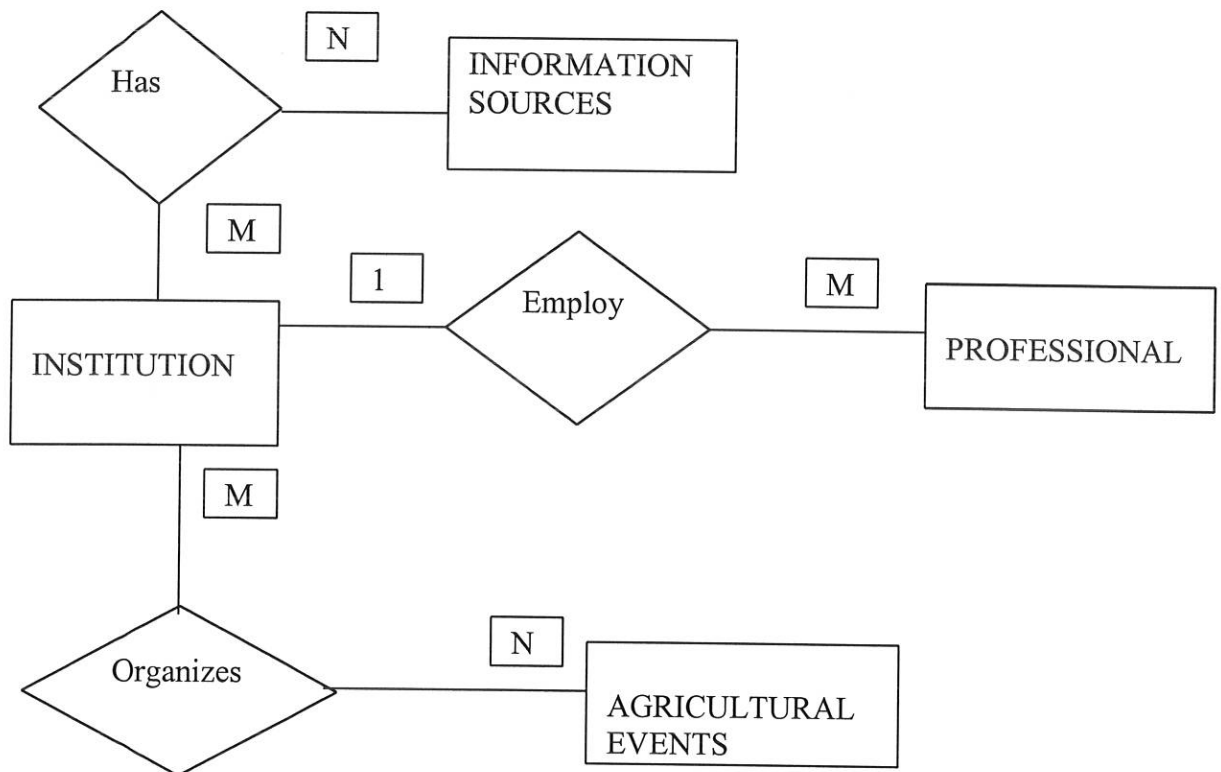 N
Has
INFORMATION
SOURCES
M
1
Employ
M
INSTITUTION
PROFESSIONAL
M
Organizes
N
AGRICULTURAL
EVENTS